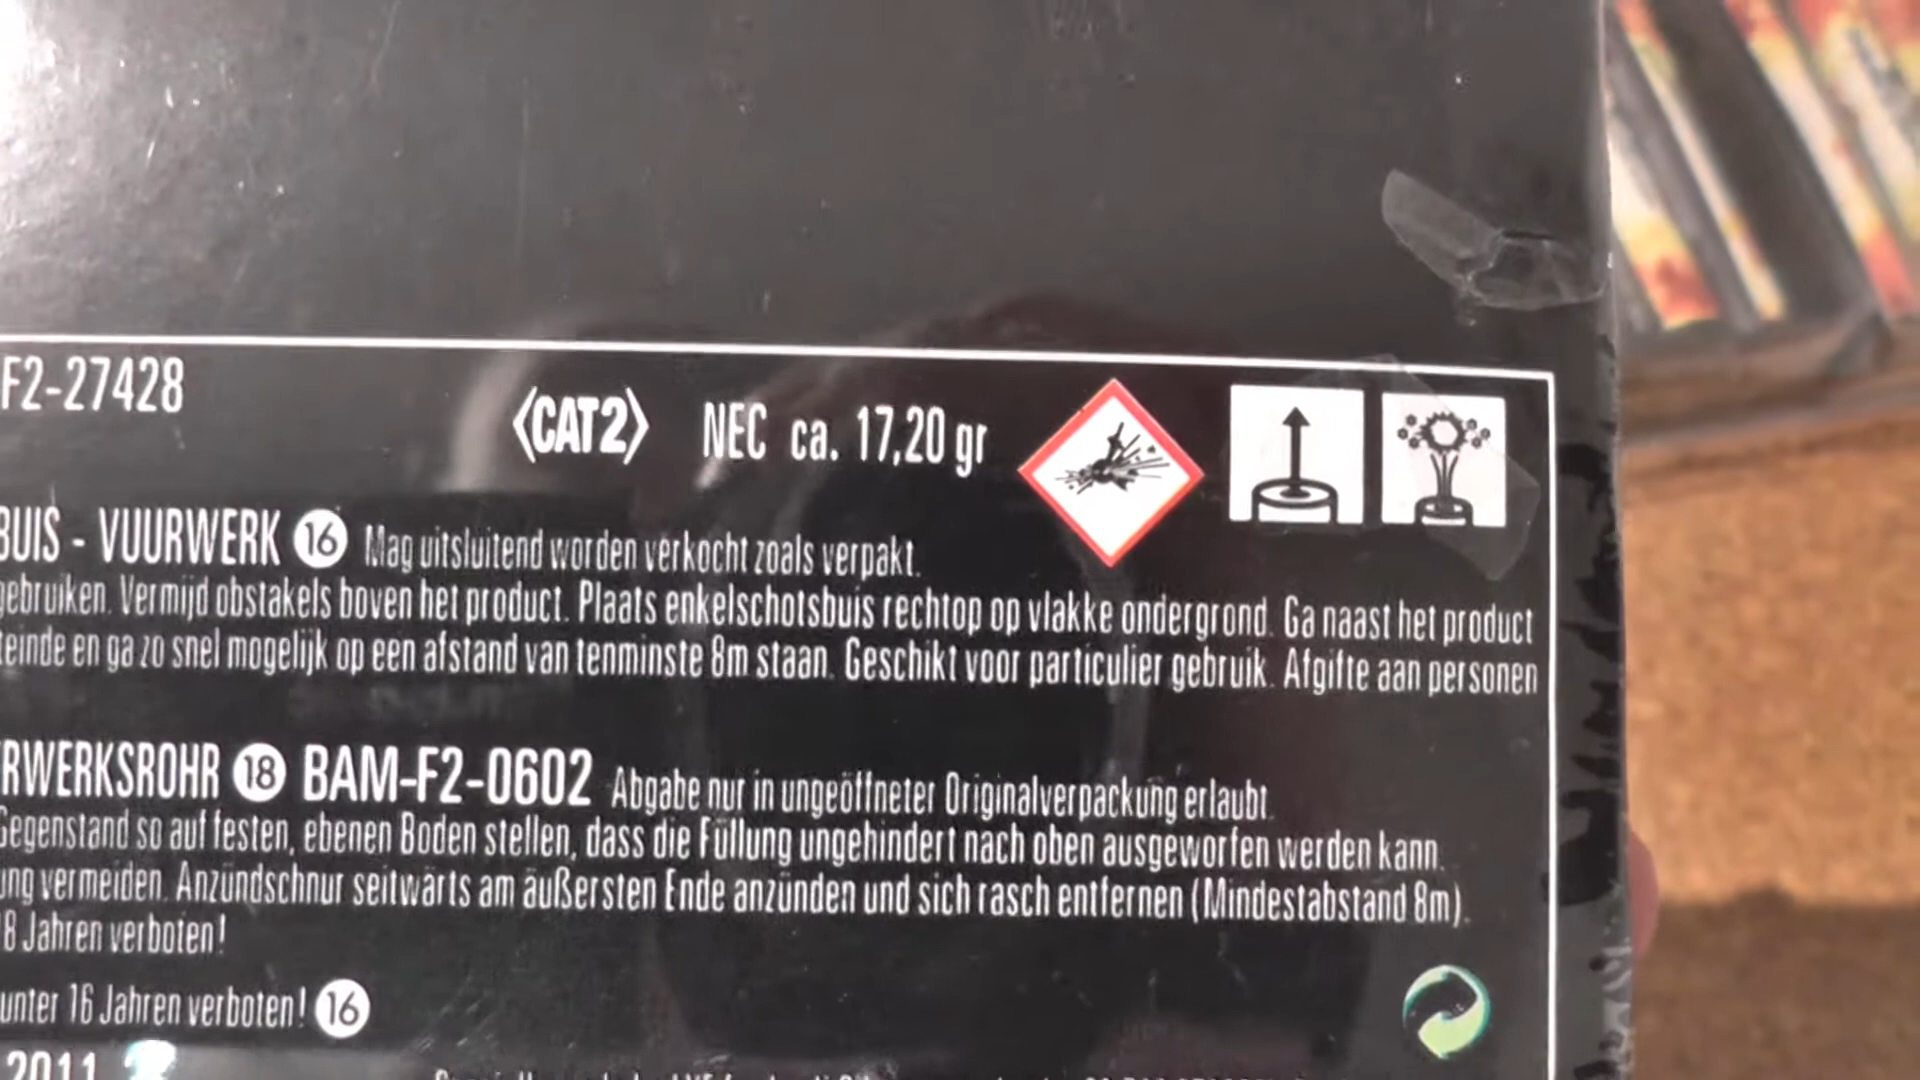 F2-27428
<CAT2> NEC ca. 17,20 gr
BUIS - VUURWERK 16 Mag uitsluitend worden verkocht zoals verpakt.
gebruiken. Vermijd obstakels boven het product. Plaats enkelschotsbuis rechtop op vlakke ondergrond. Ga naast het product
teinde en ga zo snel mogelijk op een afstand van tenminste 8m staan. Geschikt voor particulier gebruik. Afgifte aan personen
RWERKSROHR 18 BAM-F2-0602 Abgabe nur in ungeöffneter Originalverpackung erlaubt.
Gegenstand so auf festen, ebenen Boden stellen, dass die Füllung ungehindert nach oben ausgeworfen werden kann.
ung vermeiden. Anzündschnur seitwärts am äußersten Ende anzünden und sich rasch entfernen (Mindestabstand 8m).
8 Jahren verboten!
unter 16 Jahren verboten! 16
2011